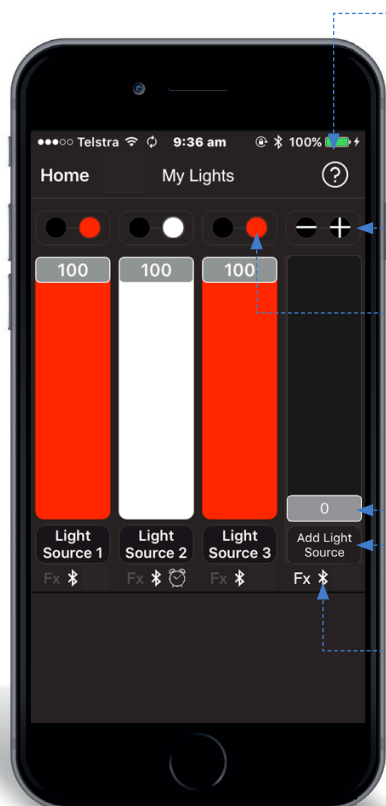 Telstra 9:36 am 100%
Home My Lights ?
100 100 100
0
Light Source 1
Light Source 2
Light Source 3
Add Light Source
Fx Fx Fx Fx